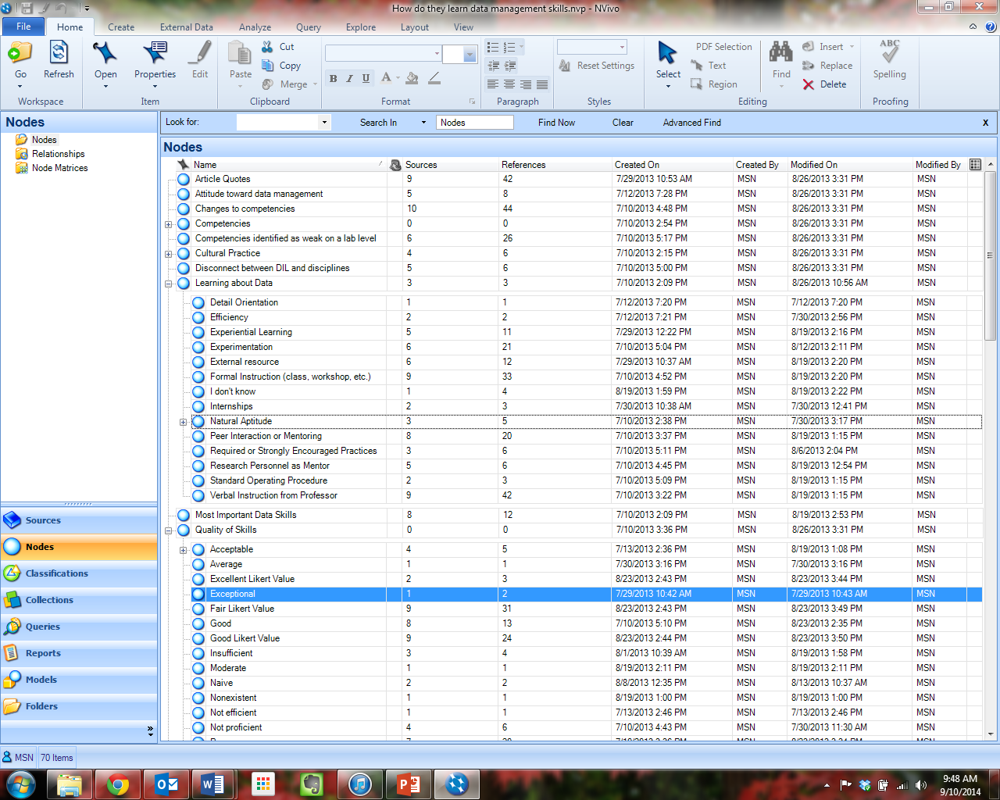 How do they learn data management skills.nvp - NVivo
File Home Create External Data Analyze Query Explore Layout View
Go Refresh Open Properties Edit Paste Cut Copy Merge
B I U A
Reset Settings
Select PDF Selection Text Region Find Insert Replace Delete ABC Spelling
Workspace Item Clipboard Format Paragraph Styles Editing Proofing
Nodes
Nodes
Relationships
Node Matrices
Look for: Search In Nodes Find Now Clear Advanced Find X
Nodes
Name Sources References Created On Created By Modified On Modified By
Article Quotes 9 42 7/29/2013 10:53 AM MSN 8/26/2013 3:31 PM MSN
Attitude toward data management 5 8 7/12/2013 7:28 PM MSN 8/26/2013 3:31 PM MSN
Changes to competencies 10 44 7/10/2013 4:48 PM MSN 8/26/2013 3:31 PM MSN
Competencies 0 0 7/10/2013 2:54 PM MSN 8/26/2013 3:31 PM MSN
Competencies identified as weak on a lab level 6 26 7/10/2013 5:17 PM MSN 8/26/2013 3:31 PM MSN
Cultural Practice 4 6 7/10/2013 2:15 PM MSN 8/26/2013 3:31 PM MSN
Disconnect between DIL and disciplines 5 6 7/10/2013 5:00 PM MSN 8/26/2013 3:31 PM MSN
Learning about Data 3 3 7/10/2013 2:09 PM MSN 8/26/2013 10:56 AM MSN
Detail Orientation 1 1 7/12/2013 7:20 PM MSN 7/12/2013 7:20 PM MSN
Efficiency 2 2 7/12/2013 7:21 PM MSN 7/30/2013 2:56 PM MSN
Experiential Learning 5 11 7/29/2013 12:22 PM MSN 8/19/2013 2:16 PM MSN
Experimentation 6 21 7/10/2013 5:04 PM MSN 8/12/2013 2:11 PM MSN
External resource 6 12 7/29/2013 10:37 AM MSN 8/19/2013 2:20 PM MSN
Formal Instruction (class, workshop, etc.) 9 33 7/10/2013 4:52 PM MSN 8/19/2013 2:20 PM MSN
I don't know 1 4 8/19/2013 1:59 PM MSN 8/19/2013 2:22 PM MSN
Internships 2 3 7/30/2013 10:38 AM MSN 7/30/2013 12:41 PM MSN
Natural Aptitude 3 5 7/10/2013 2:38 PM MSN 7/30/2013 3:17 PM MSN
Peer Interaction or Mentoring 8 20 7/10/2013 3:37 PM MSN 8/19/2013 1:15 PM MSN
Required or Strongly Encouraged Practices 3 6 7/10/2013 5:11 PM MSN 8/6/2013 2:04 PM MSN
Research Personnel as Mentor 5 6 7/10/2013 4:45 PM MSN 8/19/2013 12:54 PM MSN
Standard Operating Procedure 2 3 7/10/2013 5:09 PM MSN 8/19/2013 1:15 PM MSN
Verbal Instruction from Professor 9 42 7/10/2013 3:22 PM MSN 8/19/2013 1:15 PM MSN
Most Important Data Skills 8 12 7/10/2013 2:09 PM MSN 8/19/2013 2:53 PM MSN
Quality of Skills 0 0 7/10/2013 3:36 PM MSN 8/26/2013 3:31 PM MSN
Acceptable 4 5 7/13/2013 2:36 PM MSN 8/19/2013 1:08 PM MSN
Average 1 1 7/30/2013 3:16 PM MSN 7/30/2013 3:16 PM MSN
Excellent Likert Value 2 3 8/23/2013 2:43 PM MSN 8/23/2013 3:44 PM MSN
Exceptional 1 2 7/29/2013 10:42 AM MSN 7/29/2013 10:43 AM MSN
Fair Likert Value 9 31 8/23/2013 2:43 PM MSN 8/23/2013 3:49 PM MSN
Good 8 13 7/10/2013 5:10 PM MSN 8/23/2013 2:35 PM MSN
Good Likert Value 9 24 8/23/2013 2:44 PM MSN 8/23/2013 3:50 PM MSN
Insufficient 3 4 8/1/2013 10:39 AM MSN 8/19/2013 1:58 PM MSN
Moderate 1 1 8/19/2013 2:11 PM MSN 8/19/2013 2:11 PM MSN
Naive 2 2 8/8/2013 12:35 PM MSN 8/13/2013 10:37 AM MSN
Nonexistent 1 1 8/19/2013 1:00 PM MSN 8/19/2013 1:00 PM MSN
Not efficient 1 1 7/13/2013 2:46 PM MSN 7/13/2013 2:46 PM MSN
Not proficient 4 6 7/10/2013 4:43 PM MSN 7/30/2013 11:30 AM MSN
Sources
Nodes
Classifications
Collections
Queries
Reports
Models
Folders
MSN 70 Items
9:48 AM
9/10/2014